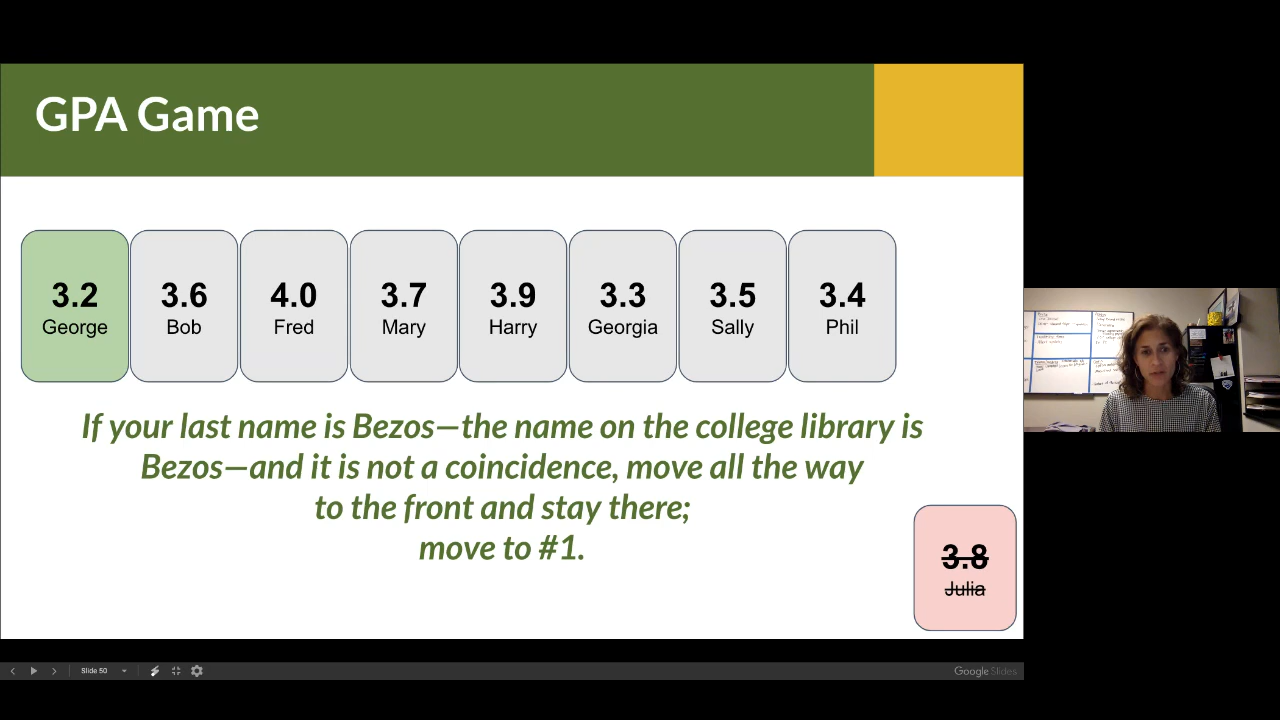 GPA Game
3.2
George
3.6
Bob
4.0
Fred
3.7
Mary
3.9
Harry
3.3
Georgia
3.5
Sally
3.4
Phil
If your last name is Bezos—the name on the college library is
Bezos—and it is not a coincidence, move all the way
to the front and stay there;
move to #1.
3.8
Julia
Slide 50
Google Slides